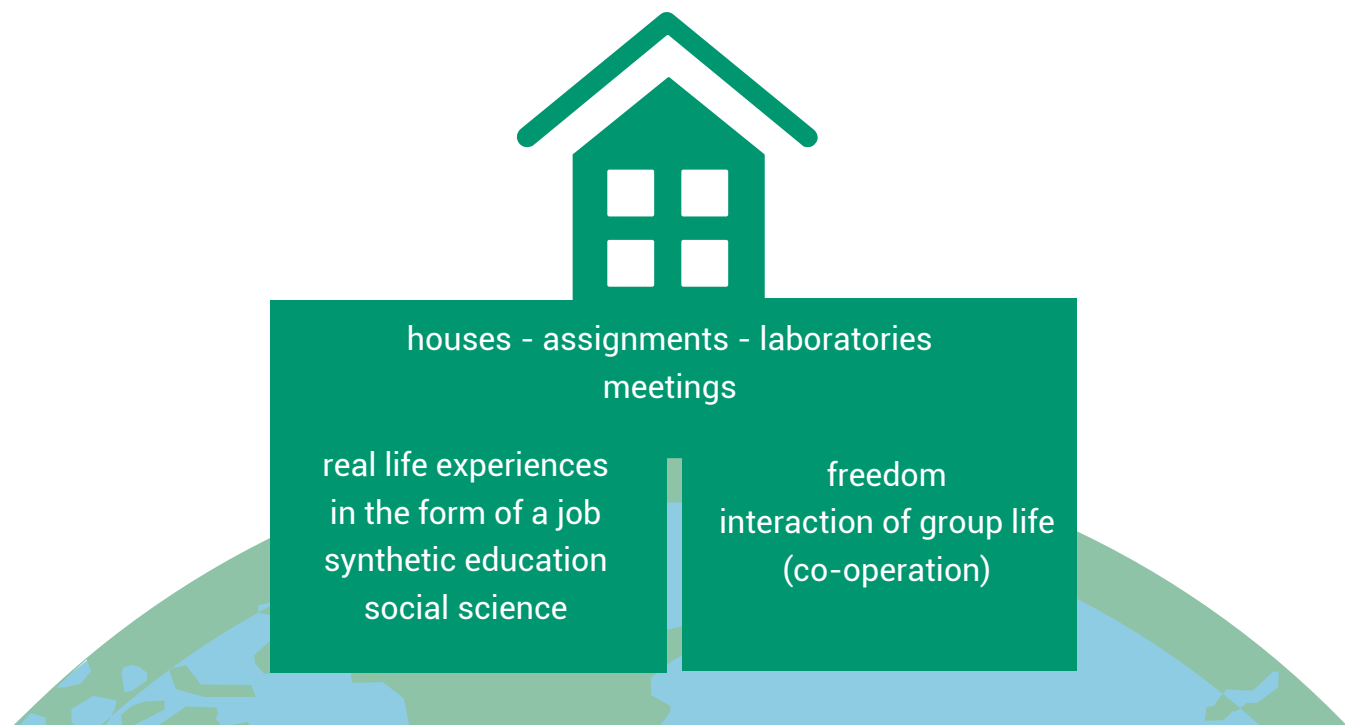 houses - assignments - laboratories
meetings
real life experiences
in the form of a job
synthetic education
social science
freedom
interaction of group life
(co-operation)